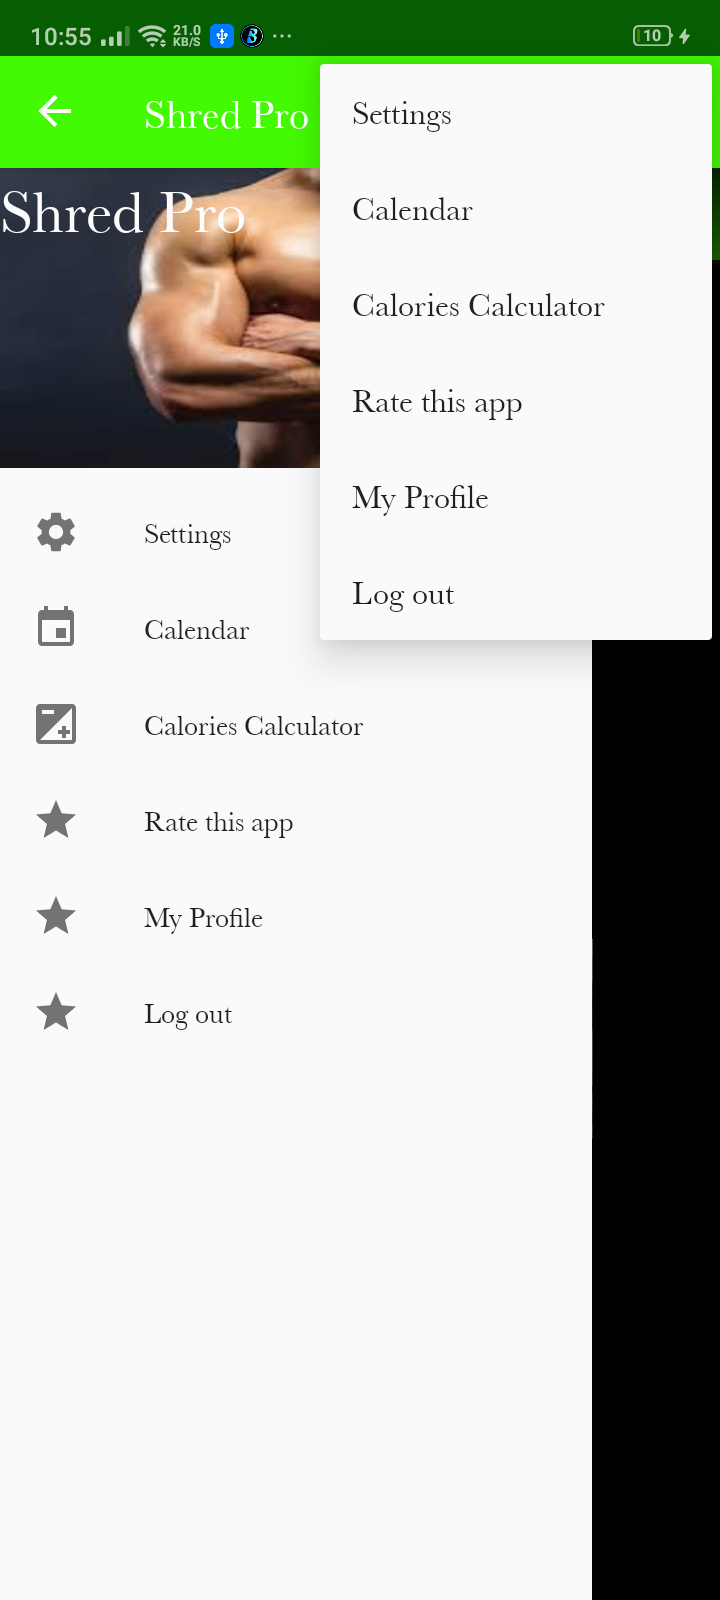 10:55 21.0 KB/S 10
Shred Pro
Shred Pro
Settings
Calendar
Calories Calculator
Rate this app
My Profile
Log out
Settings
Calendar
Calories Calculator
Rate this app
My Profile
Log out